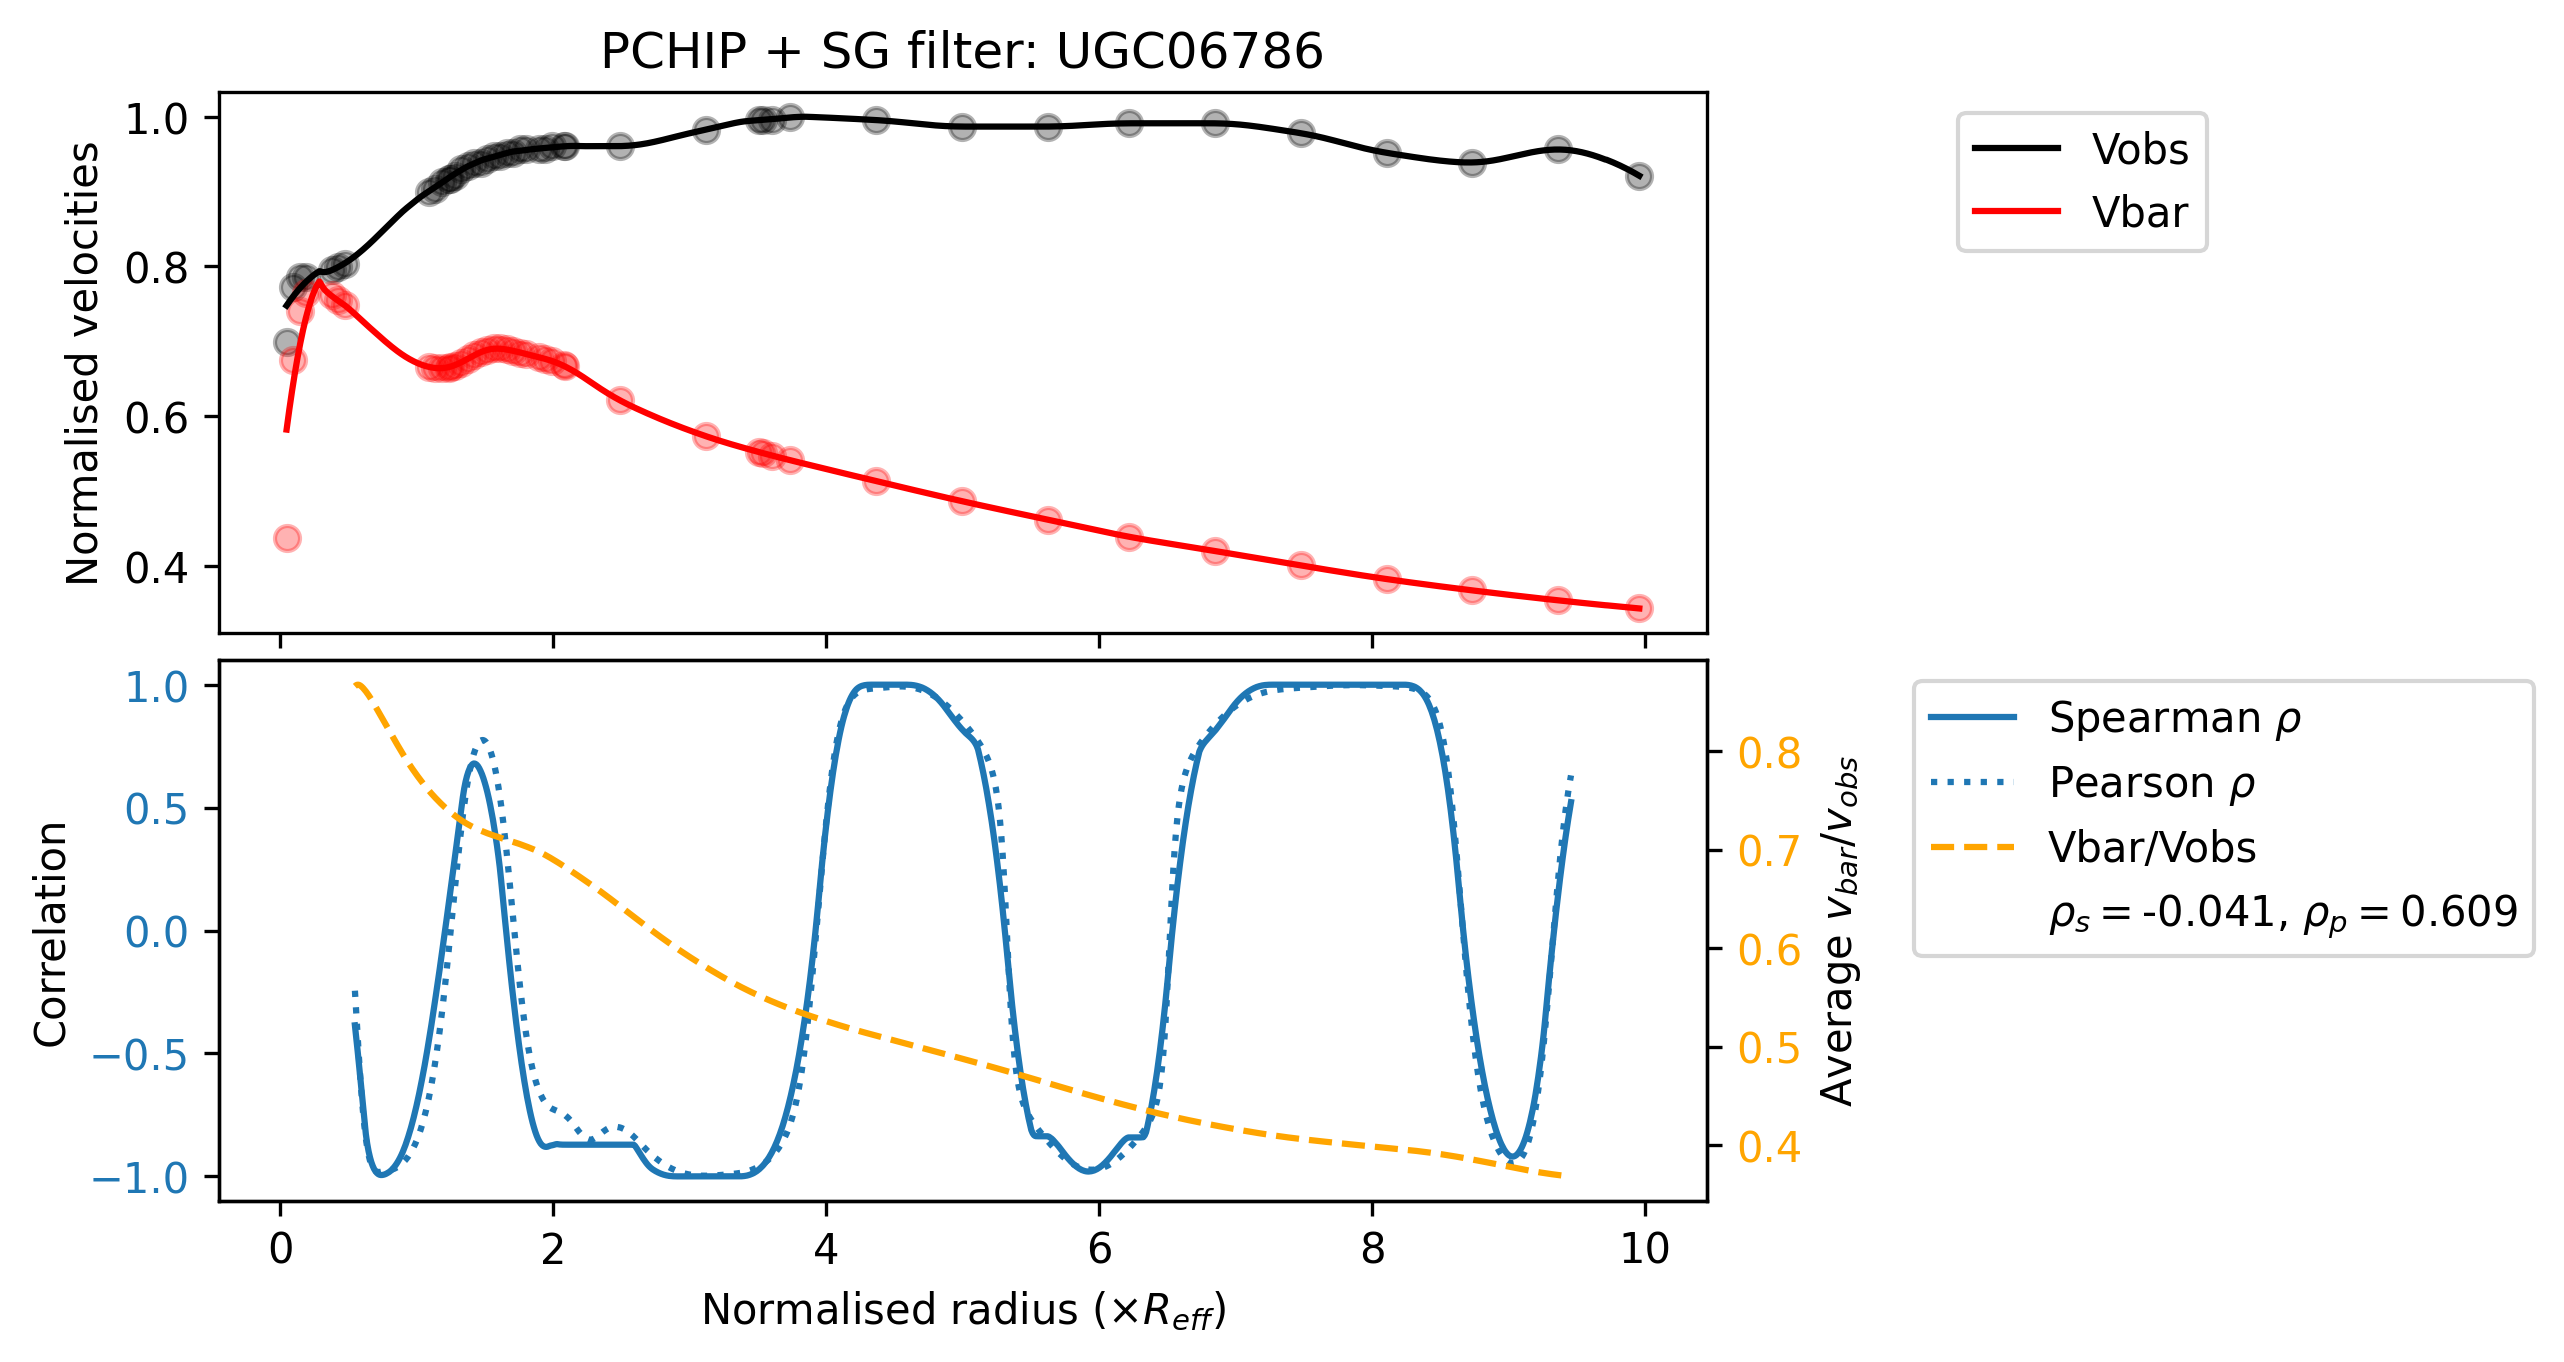 PCHIP + SG filter: UGC06786
Normalised velocities
1.0
0.8
0.6
0.4
Vobs
Vbar
Correlation
1.0
0.5
0.0
−0.5
−1.0
0.8
0.7
0.6
0.5
0.4
Average v_bar/v_obs
Spearman ρ
Pearson ρ
Vbar/Vobs
ρ_s = -0.041, ρ_p = 0.609
0 2 4 6 8 10
Normalised radius (×R_eff)